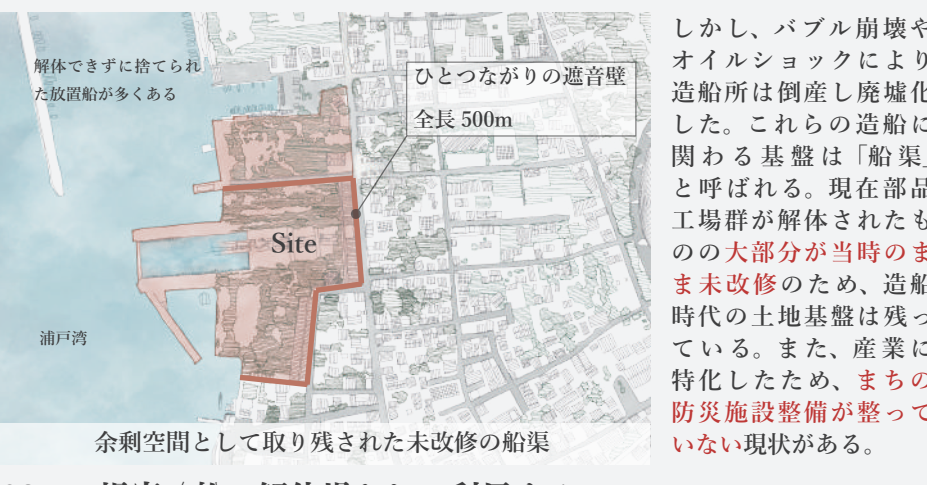 解体できずに捨てられ
た放置船が多くある
ひとつながりの遮音壁
全長 500m
Site
浦戸湾
余剰空間として取り残された未改修の船渠
しかし、バブル崩壊や
オイルショックにより
造船所は倒産し廃墟化
した。これらの造船に
関わる基盤は「船渠」
と呼ばれる。現在部品
工場群が解体されたも
のの大部分が当時のま
ま未改修のため、造船
時代の土地基盤は残っ
ている。また、産業に
特化したため、まちの
防災施設整備が整って
いない現状がある。